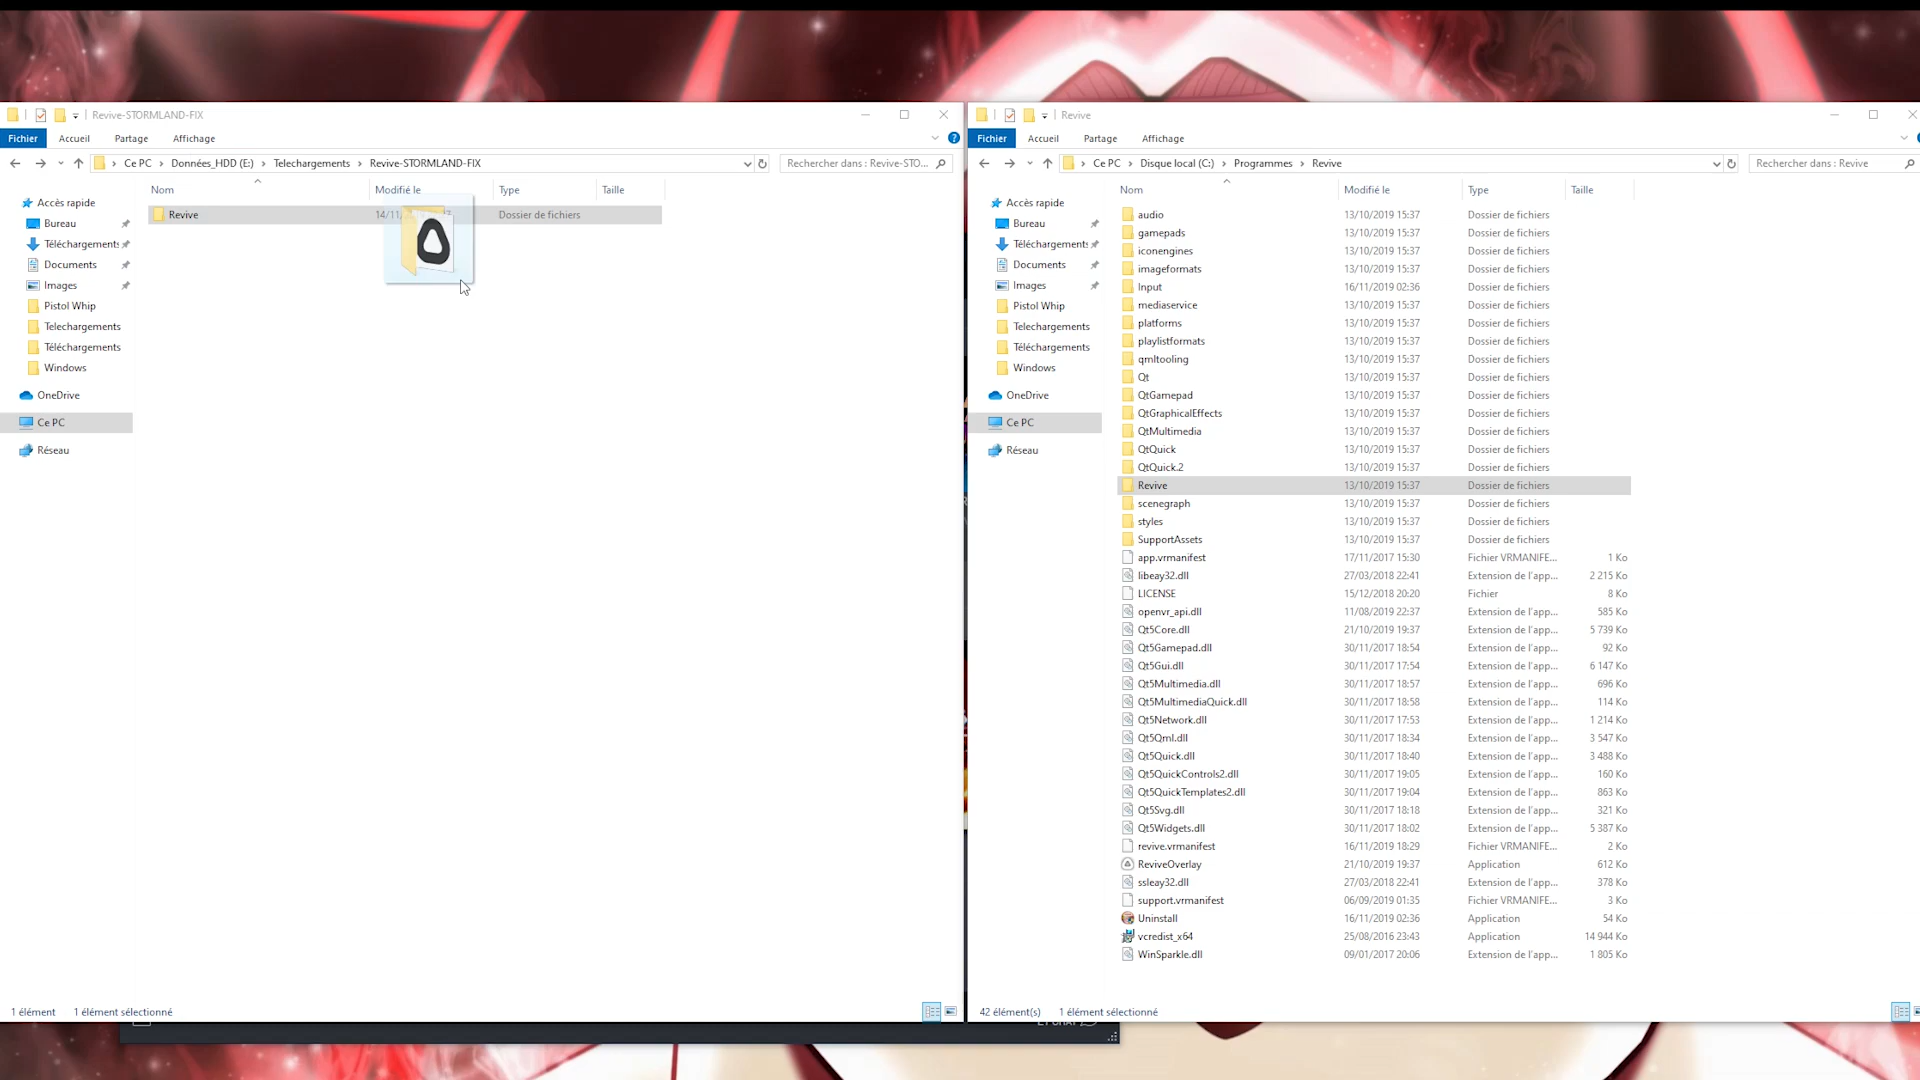 Revive-STORMLAND-FIX
Fichier Accueil Partage Affichage
Ce PC Données_HDD (E:) Telechargements Revive-STORMLAND-FIX
Rechercher dans : Revive-STO...
Nom Modifié le Type Taille
Revive 14/11 Dossier de fichiers
Accès rapide
Bureau
Téléchargements
Documents
Images
Pistol Whip
Telechargements
Téléchargements
Windows
OneDrive
Ce PC
Réseau
1 élément 1 élément sélectionné
Revive
Fichier Accueil Partage Affichage
Ce PC Disque local (C:) Programmes Revive
Rechercher dans : Revive
Accès rapide
Bureau
Téléchargements
Documents
Images
Pistol Whip
Telechargements
Téléchargements
Windows
OneDrive
Ce PC
Réseau
Nom Modifié le Type Taille
audio 13/10/2019 15:37 Dossier de fichiers
gamepads 13/10/2019 15:37 Dossier de fichiers
iconengines 13/10/2019 15:37 Dossier de fichiers
imageformats 13/10/2019 15:37 Dossier de fichiers
Input 16/11/2019 02:36 Dossier de fichiers
mediaservice 13/10/2019 15:37 Dossier de fichiers
platforms 13/10/2019 15:37 Dossier de fichiers
playlistformats 13/10/2019 15:37 Dossier de fichiers
qmltooling 13/10/2019 15:37 Dossier de fichiers
Qt 13/10/2019 15:37 Dossier de fichiers
QtGamepad 13/10/2019 15:37 Dossier de fichiers
QtGraphicalEffects 13/10/2019 15:37 Dossier de fichiers
QtMultimedia 13/10/2019 15:37 Dossier de fichiers
QtQuick 13/10/2019 15:37 Dossier de fichiers
QtQuick.2 13/10/2019 15:37 Dossier de fichiers
Revive 13/10/2019 15:37 Dossier de fichiers
scenegraph 13/10/2019 15:37 Dossier de fichiers
styles 13/10/2019 15:37 Dossier de fichiers
SupportAssets 13/10/2019 15:37 Dossier de fichiers
app.vrmanifest 17/11/2017 15:30 Fichier VRMANIFE... 1 Ko
libeay32.dll 27/03/2018 22:41 Extension de l'app... 2 215 Ko
LICENSE 15/12/2018 20:20 Fichier 8 Ko
openvr_api.dll 11/08/2019 22:37 Extension de l'app... 585 Ko
Qt5Core.dll 21/10/2019 19:37 Extension de l'app... 5 739 Ko
Qt5Gamepad.dll 30/11/2017 18:54 Extension de l'app... 92 Ko
Qt5Gui.dll 30/11/2017 17:54 Extension de l'app... 6 147 Ko
Qt5Multimedia.dll 30/11/2017 18:57 Extension de l'app... 696 Ko
Qt5MultimediaQuick.dll 30/11/2017 18:58 Extension de l'app... 114 Ko
Qt5Network.dll 30/11/2017 17:53 Extension de l'app... 1 214 Ko
Qt5Qml.dll 30/11/2017 18:34 Extension de l'app... 3 547 Ko
Qt5Quick.dll 30/11/2017 18:40 Extension de l'app... 3 488 Ko
Qt5QuickControls2.dll 30/11/2017 19:05 Extension de l'app... 160 Ko
Qt5QuickTemplates2.dll 30/11/2017 19:04 Extension de l'app... 863 Ko
Qt5Svg.dll 30/11/2017 18:18 Extension de l'app... 321 Ko
Qt5Widgets.dll 30/11/2017 18:02 Extension de l'app... 5 387 Ko
revive.vrmanifest 16/11/2019 18:29 Fichier VRMANIFE... 2 Ko
ReviveOverlay 21/10/2019 19:37 Application 612 Ko
ssleay32.dll 27/03/2018 22:41 Extension de l'app... 378 Ko
support.vrmanifest 06/09/2019 01:35 Fichier VRMANIFE... 3 Ko
Uninstall 16/11/2019 02:36 Application 54 Ko
vcredist_x64 25/08/2016 23:43 Application 14 944 Ko
WinSparkle.dll 09/01/2017 20:06 Extension de l'app... 1 805 Ko
42 élément(s) 1 élément sélectionné